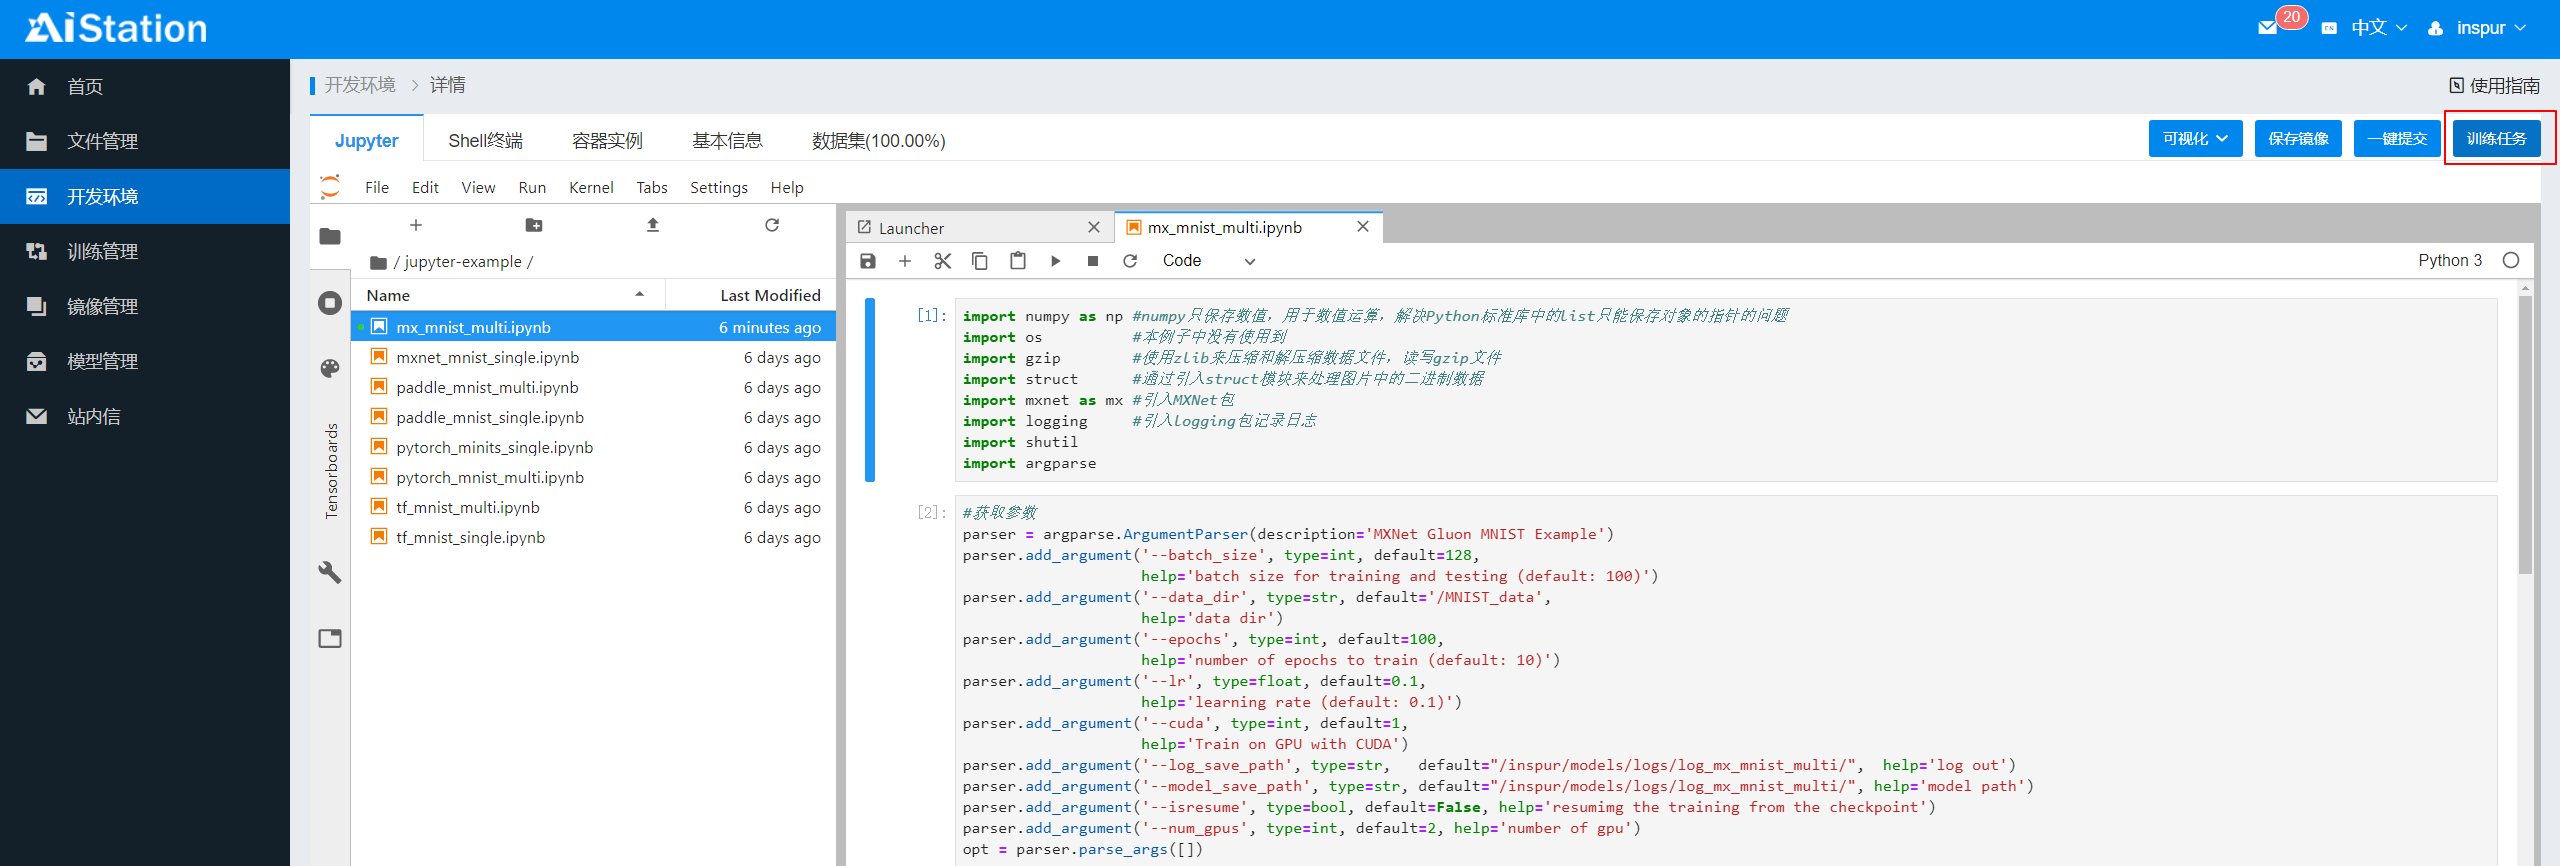 AiStation
20
中文
inspur
首页
文件管理
开发环境
训练管理
镜像管理
模型管理
站内信
开发环境 > 详情
使用指南
Jupyter
Shell终端
容器实例
基本信息
数据集(100.00%)
可视化
保存镜像
一键提交
训练任务
File Edit View Run Kernel Tabs Settings Help
/ jupyter-example /
Name Last Modified
mx_mnist_multi.ipynb 6 minutes ago
mxnet_mnist_single.ipynb 6 days ago
paddle_mnist_multi.ipynb 6 days ago
paddle_mnist_single.ipynb 6 days ago
pytorch_minits_single.ipynb 6 days ago
pytorch_mnist_multi.ipynb 6 days ago
tf_mnist_multi.ipynb 6 days ago
tf_mnist_single.ipynb 6 days ago
Tensorboards
Launcher
mx_mnist_multi.ipynb
Code
Python 3
[1]:
import numpy as np #numpy只保存数值，用于数值运算，解决Python标准库中的list只能保存对象的指针的问题
import os #本例子中没有使用到
import gzip #使用zlib来压缩和解压缩数据文件，读写gzip文件
import struct #通过引入struct模块来处理图片中的二进制数据
import mxnet as mx #引入MXNet包
import logging #引入logging包记录日志
import shutil
import argparse
[2]:
#获取参数
parser = argparse.ArgumentParser(description='MXNet Gluon MNIST Example')
parser.add_argument('--batch_size', type=int, default=128,
help='batch size for training and testing (default: 100)')
parser.add_argument('--data_dir', type=str, default='/MNIST_data',
help='data dir')
parser.add_argument('--epochs', type=int, default=100,
help='number of epochs to train (default: 10)')
parser.add_argument('--lr', type=float, default=0.1,
help='learning rate (default: 0.1)')
parser.add_argument('--cuda', type=int, default=1,
help='Train on GPU with CUDA')
parser.add_argument('--log_save_path', type=str, default="/inspur/models/logs/log_mx_mnist_multi/", help='log out')
parser.add_argument('--model_save_path', type=str, default="/inspur/models/logs/log_mx_mnist_multi/", help='model path')
parser.add_argument('--isresume', type=bool, default=False, help='resumimg the training from the checkpoint')
parser.add_argument('--num_gpus', type=int, default=2, help='number of gpu')
opt = parser.parse_args([])